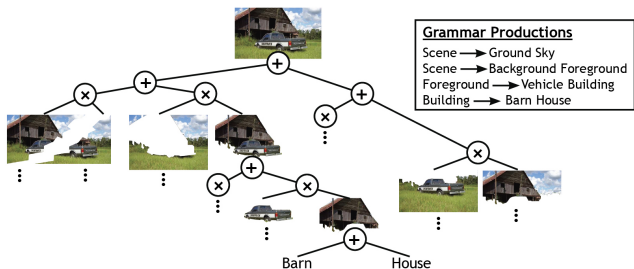 Grammar Productions
Scene → Ground Sky
Scene → Background Foreground
Foreground → Vehicle Building
Building → Barn House
+
+
×
×
+
×
×
+
×
×
+
Barn House